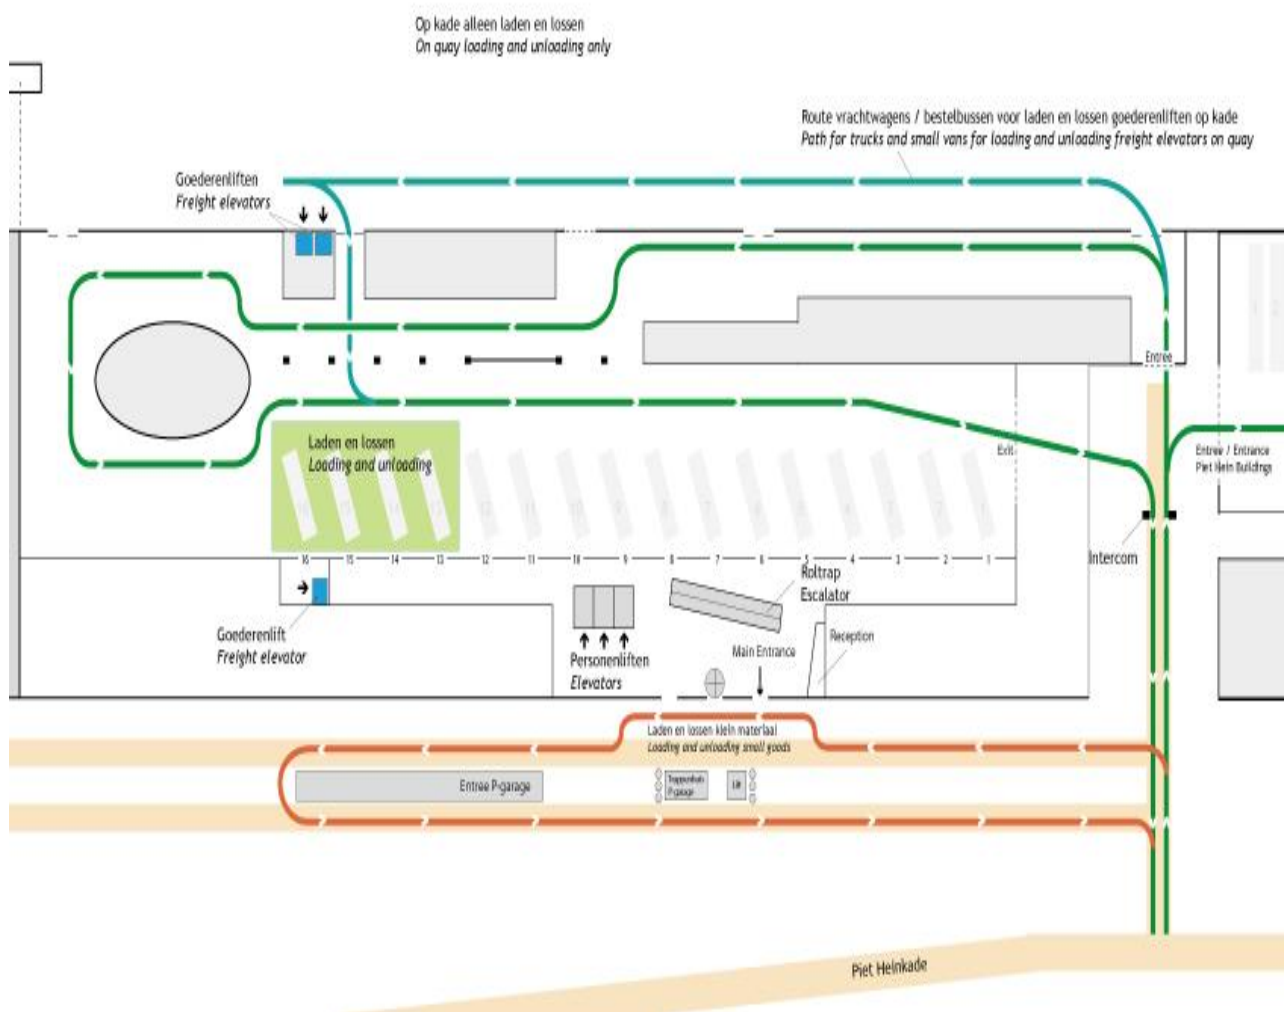 Op kade alleen laden en lossen
On quay loading and unloading only
Route vrachtwagens / bestelbussen voor laden en lossen goederenliften op kade
Path for trucks and small vans for loading and unloading freight elevators on quay
Goederenliften
Freight elevators
Entree
Laden en lossen
Loading and unloading
Exit
Entree / Entrance
Piet Hein Buildings
Intercom
16 15 14 13 12 11 10 9 8 7 6 5 4 3 2 1
Roltrap
Escalator
Goederenlift
Freight elevator
Personenliften
Elevators
Main Entrance
Reception
Laden en lossen klein materiaal
Loading and unloading small goods
Entree P-garage
Trappenhuis
P-garage
Lift
Piet Heinkade